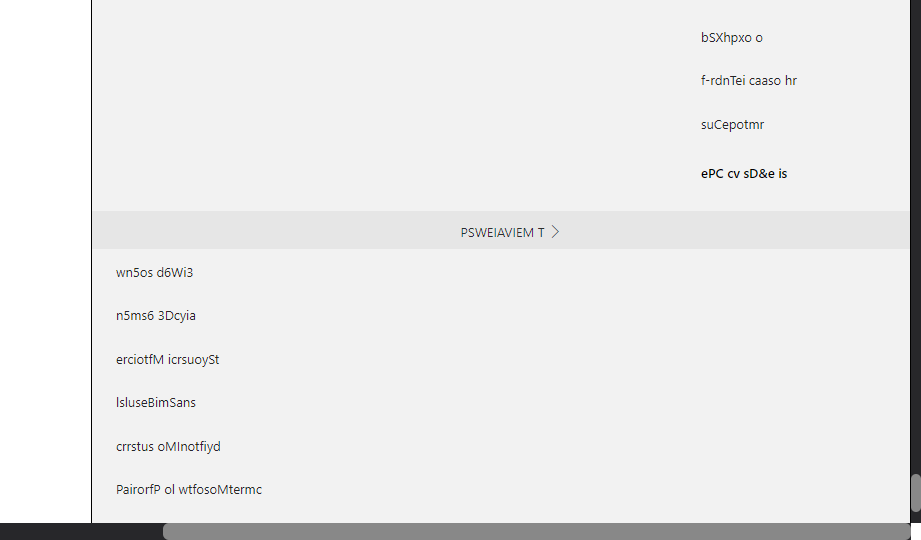 bSXhpxo o
f-rdnTei caaso hr
suCepotmr
ePC cv sD&e is
PSWEIAVIEM T
wn5os d6Wi3
n5ms6 3Dcyia
erciotfM icrsuoySt
lsluseBimSans
crrstus oMInotfiyd
PairorfP ol wtfosoMtermc